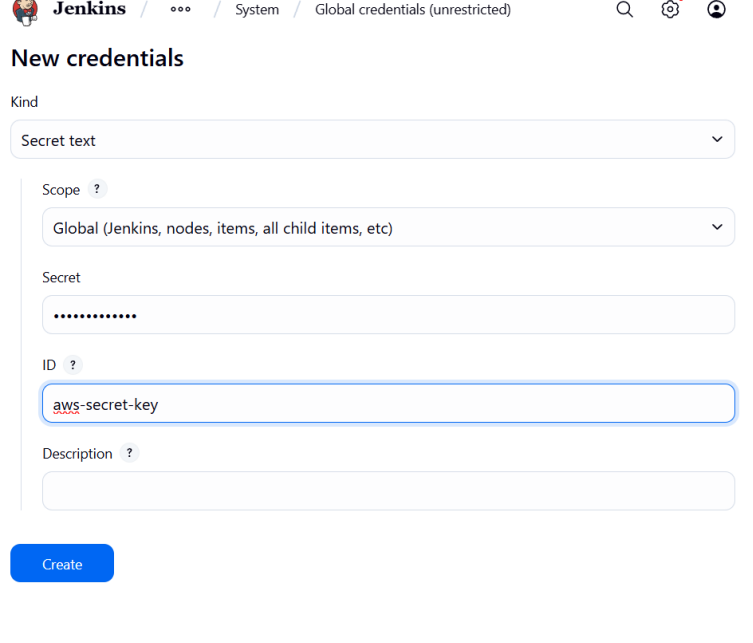 Jenkins / ••• / System / Global credentials (unrestricted)
New credentials
Kind
Secret text
Scope ?
Global (Jenkins, nodes, items, all child items, etc)
Secret
•••••••••••••
ID ?
aws-secret-key
Description ?
Create